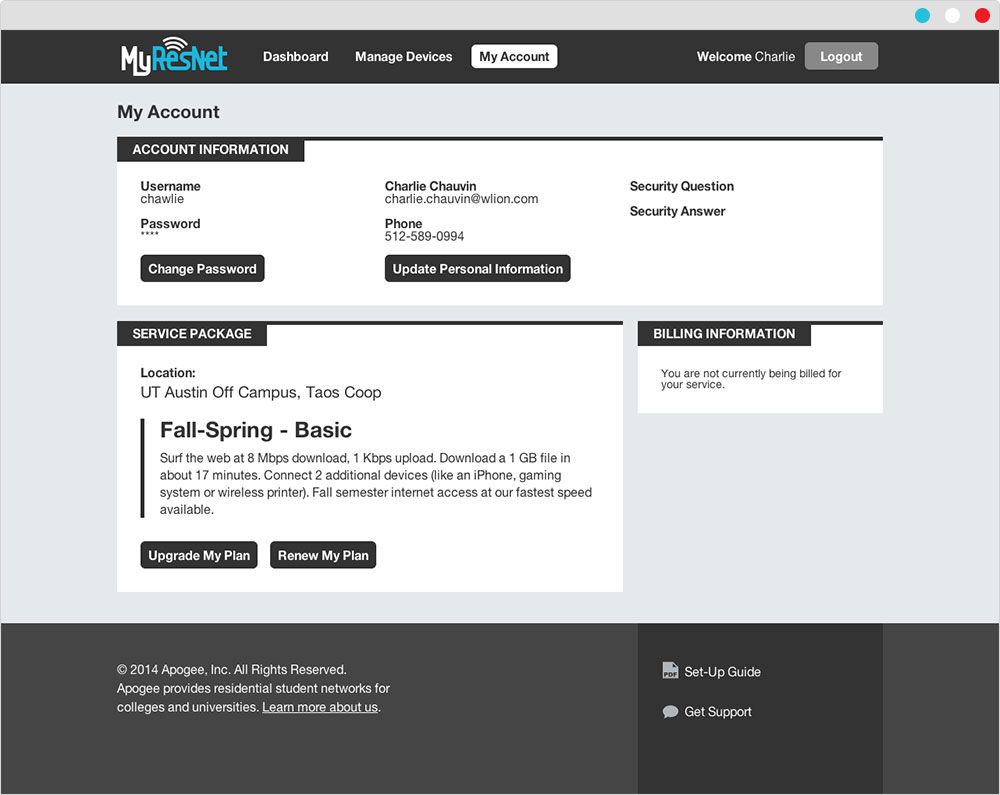 MyResNet
Dashboard
Manage Devices
My Account
Welcome Charlie
Logout
My Account
ACCOUNT INFORMATION
Username
chawlie
Password
****
Change Password
Charlie Chauvin
charlie.chauvin@wlion.com
Phone
512-589-0994
Update Personal Information
Security Question
Security Answer
SERVICE PACKAGE
Location:
UT Austin Off Campus, Taos Coop
Fall-Spring - Basic
Surf the web at 8 Mbps download, 1 Kbps upload. Download a 1 GB file in
about 17 minutes. Connect 2 additional devices (like an iPhone, gaming
system or wireless printer). Fall semester internet access at our fastest speed
available.
Upgrade My Plan
Renew My Plan
BILLING INFORMATION
You are not currently being billed for
your service.
© 2014 Apogee, Inc. All Rights Reserved.
Apogee provides residential student networks for
colleges and universities. Learn more about us.
PDF
Set-Up Guide
Get Support